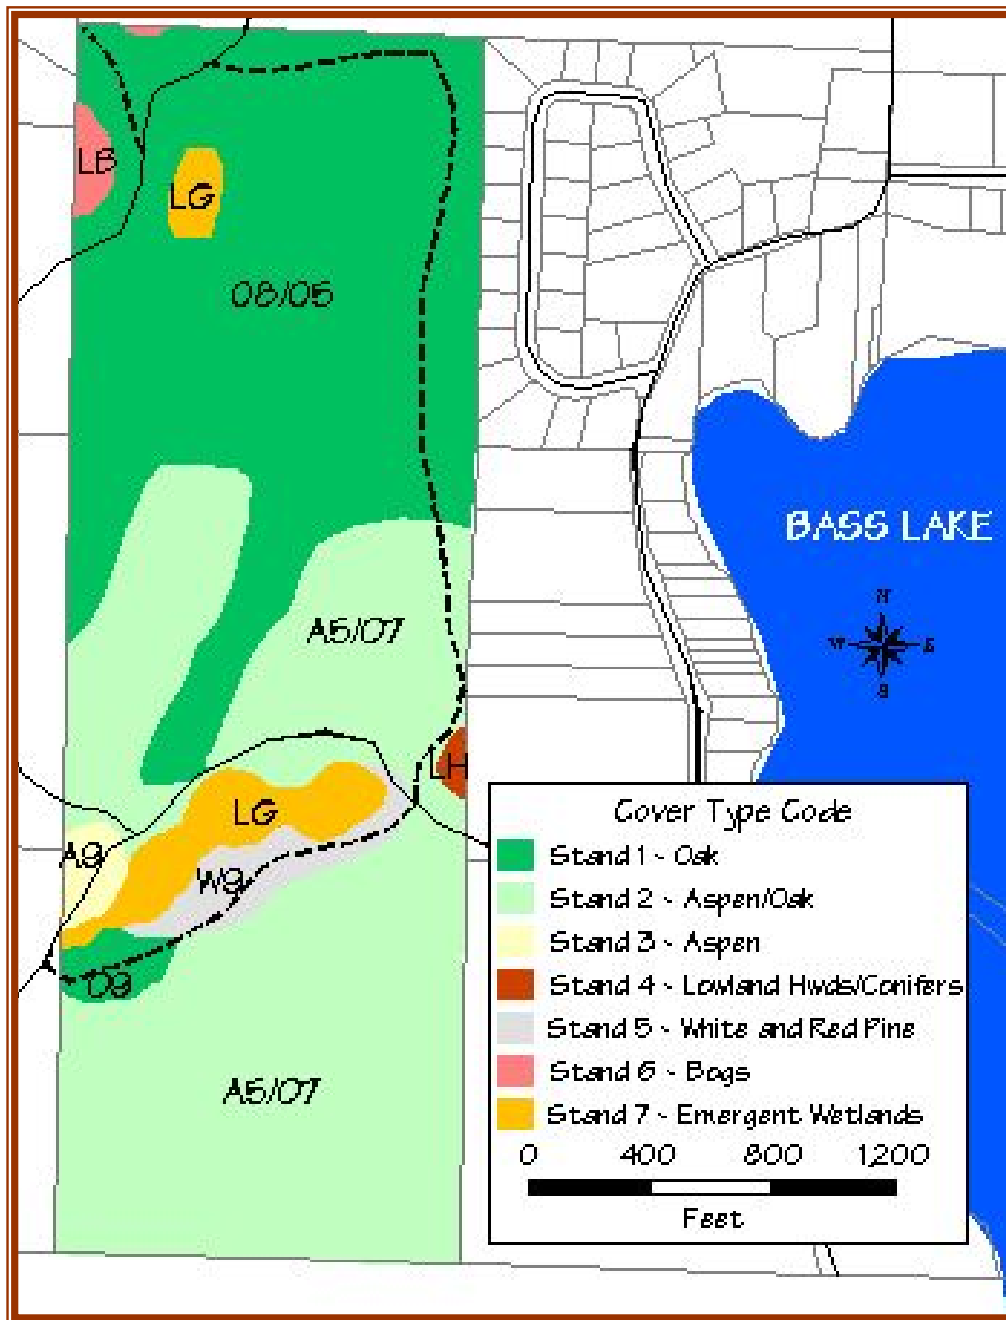 LB
LG
O8/O5
BASS LAKE
N
W E
S
A5/O7
LH
LG
A9
W9
O9
A5/O7
Cover Type Code
Stand 1 - Oak
Stand 2 - Aspen/Oak
Stand 3 - Aspen
Stand 4 - Lowland Hwds/Conifers
Stand 5 - White and Red Pine
Stand 6 - Bogs
Stand 7 - Emergent Wetlands
0 400 800 1200
Feet